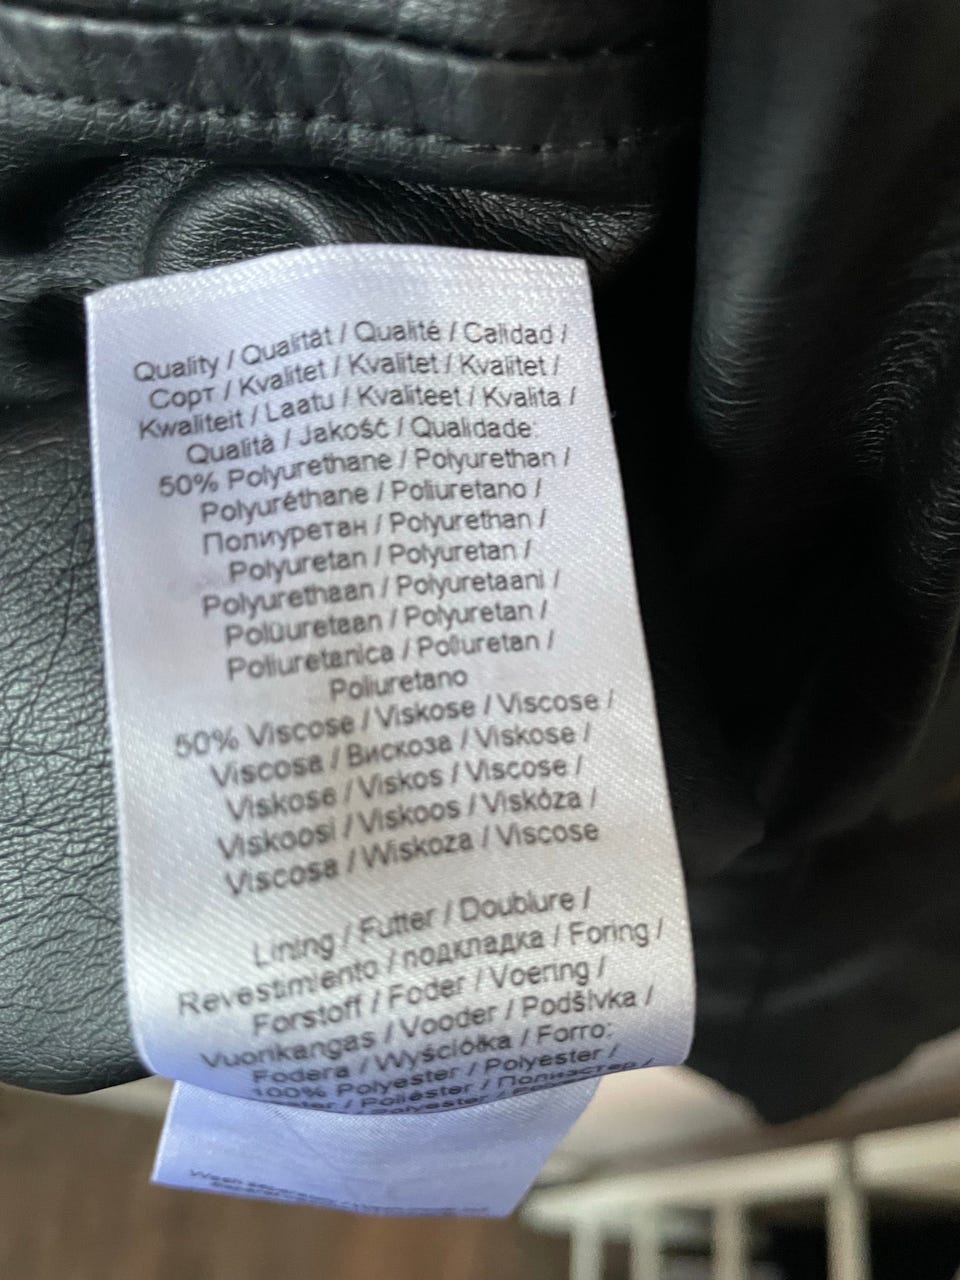 Quality / Qualität / Qualité / Calidad /
Сорт / Kvalitet / Kvalitet / Kvalitet /
Kwaliteit / Laatu / Kvaliteet / Kvalita /
Qualità / Jakość / Qualidade:
50% Polyurethane / Polyurethan /
Polyuréthane / Poliuretano /
Полиуретан / Polyurethan /
Polyuretan / Polyuretan /
Polyurethaan / Polyuretaani /
Polüuretaan / Polyuretan /
Poliuretanica / Poliuretan /
Poliuretano
50% Viscose / Viskose / Viscose /
Viscosa / Вискоза / Viskose /
Viskose / Viskos / Viscose /
Viskoosi / Viskoos / Viskóza /
Viscosa / Wiskoza / Viscose
Lining / Futter / Doublure /
Revestimiento / подкладка / Foring /
Forstoff / Foder / Voering /
Vuorikangas / Vooder / Podšívka /
Fodera / Wyściółka / Forro:
100% Polyester / Polyester /
/ Poliéster / Полиэстер /
Polyester /